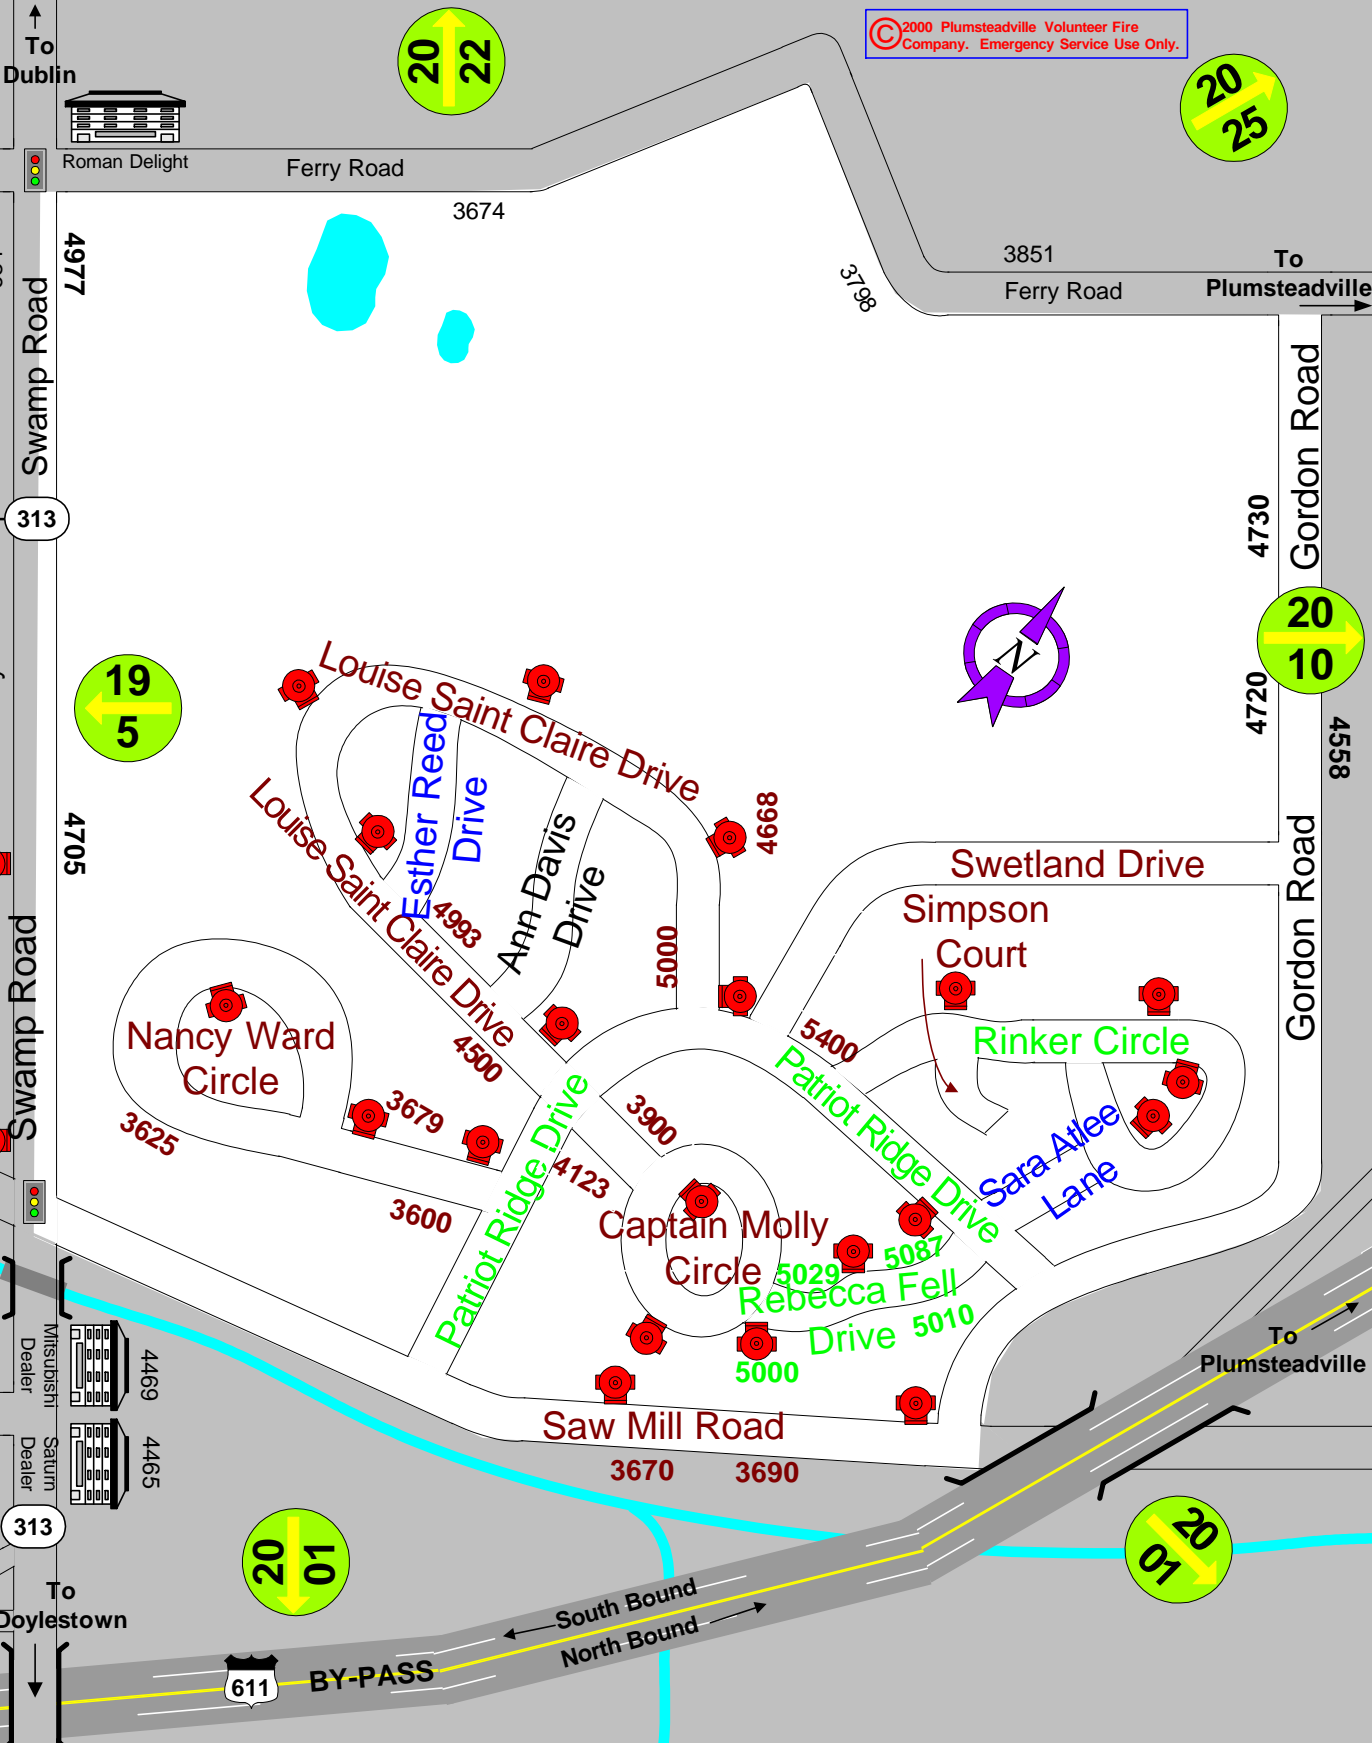 To
Dublin
20
22
©2000 Plumsteadville Volunteer Fire
Company. Emergency Service Use Only.
20
25
Roman Delight
Ferry Road
3674
4977
Swamp Road
3798
3851
Ferry Road
To
Plumsteadville
Gordon Road
313
4730
20
10
4720
4558
N
19
5
Louise Saint Claire Drive
Esther Reed
Drive
Louise Saint Claire Drive
4668
4705
Ann Davis
Drive
4993
5000
Swetland Drive
Simpson
Court
Gordon Road
Swamp Road
Nancy Ward
Circle
4500
5400
Rinker Circle
3625
3679
3900
Patriot Ridge Drive
Patriot Ridge Drive
Sara Atlee
Lane
4123
3600
Captain Molly
Circle
5029
5087
Rebecca Fell
Drive
5010
5000
Mitsubishi
Dealer
4469
Saturn
Dealer
4465
Saw Mill Road
3670
3690
To
Plumsteadville
313
20
01
20
01
To
Doylestown
South Bound
North Bound
611
BY-PASS